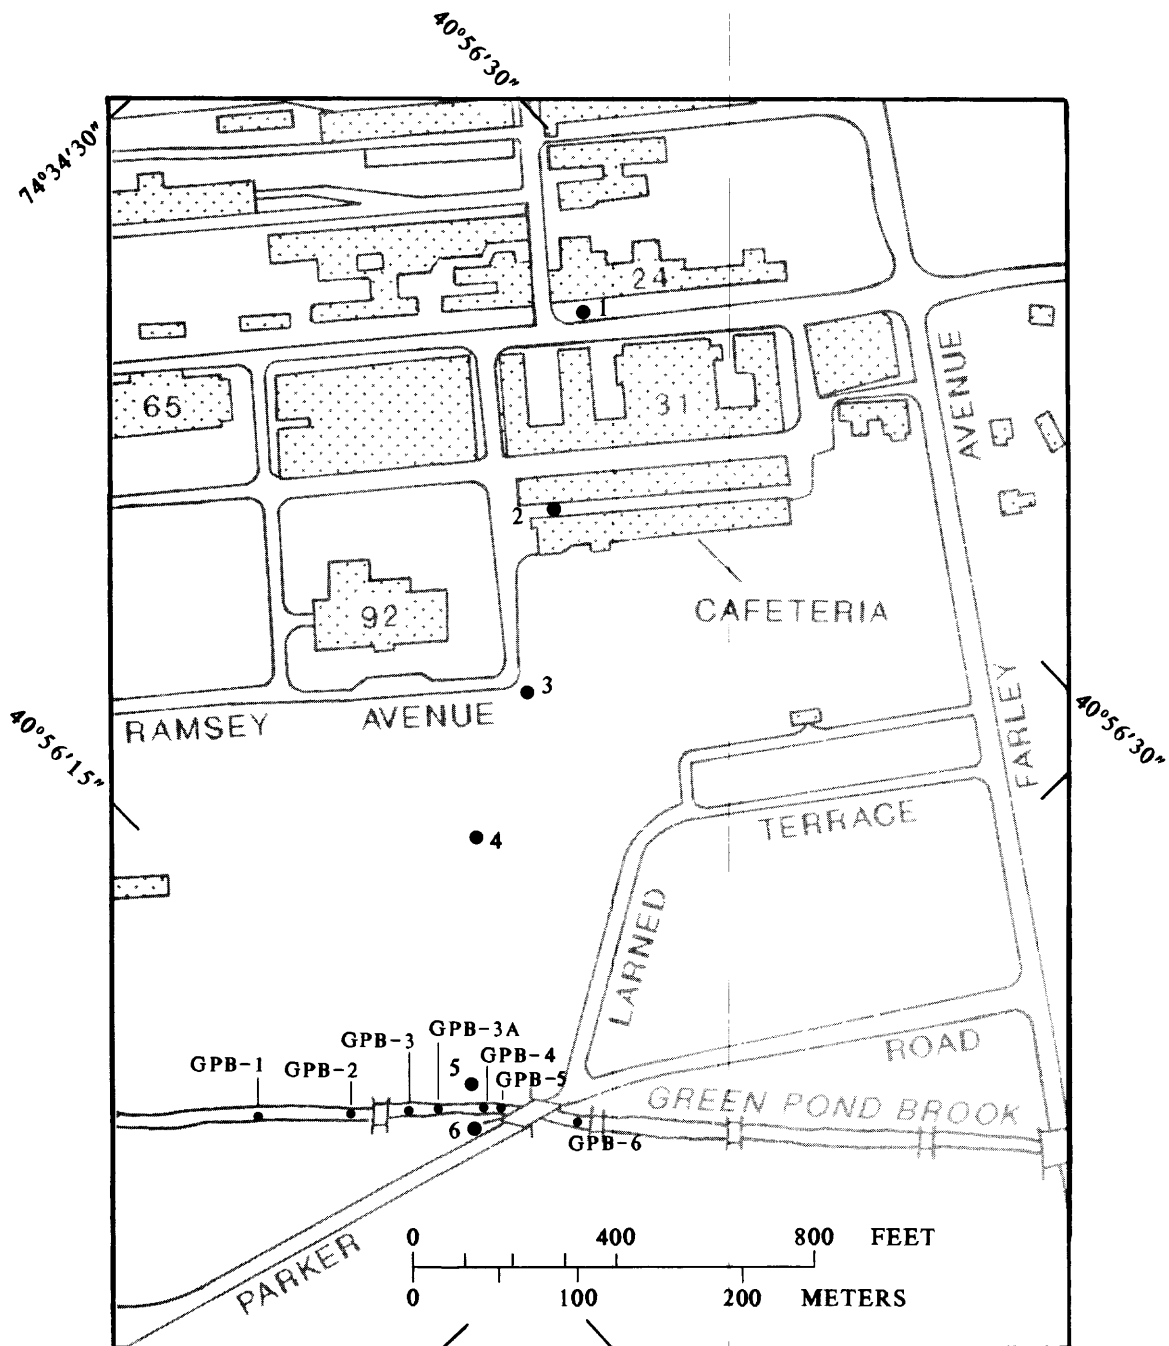 40°56′30″
74°34′30″
24
1
65
31
AVENUE
2
92
CAFETERIA
3
RAMSEY AVENUE
FARLEY
40°56′15″
40°56′30″
TERRACE
4
LARNED
GPB-3A
GPB-3
ROAD
GPB-4
GPB-1
GPB-2
5
GPB-5
GREEN POND BROOK
6
GPB-6
PARKER
0 400 800 FEET
0 100 200 METERS